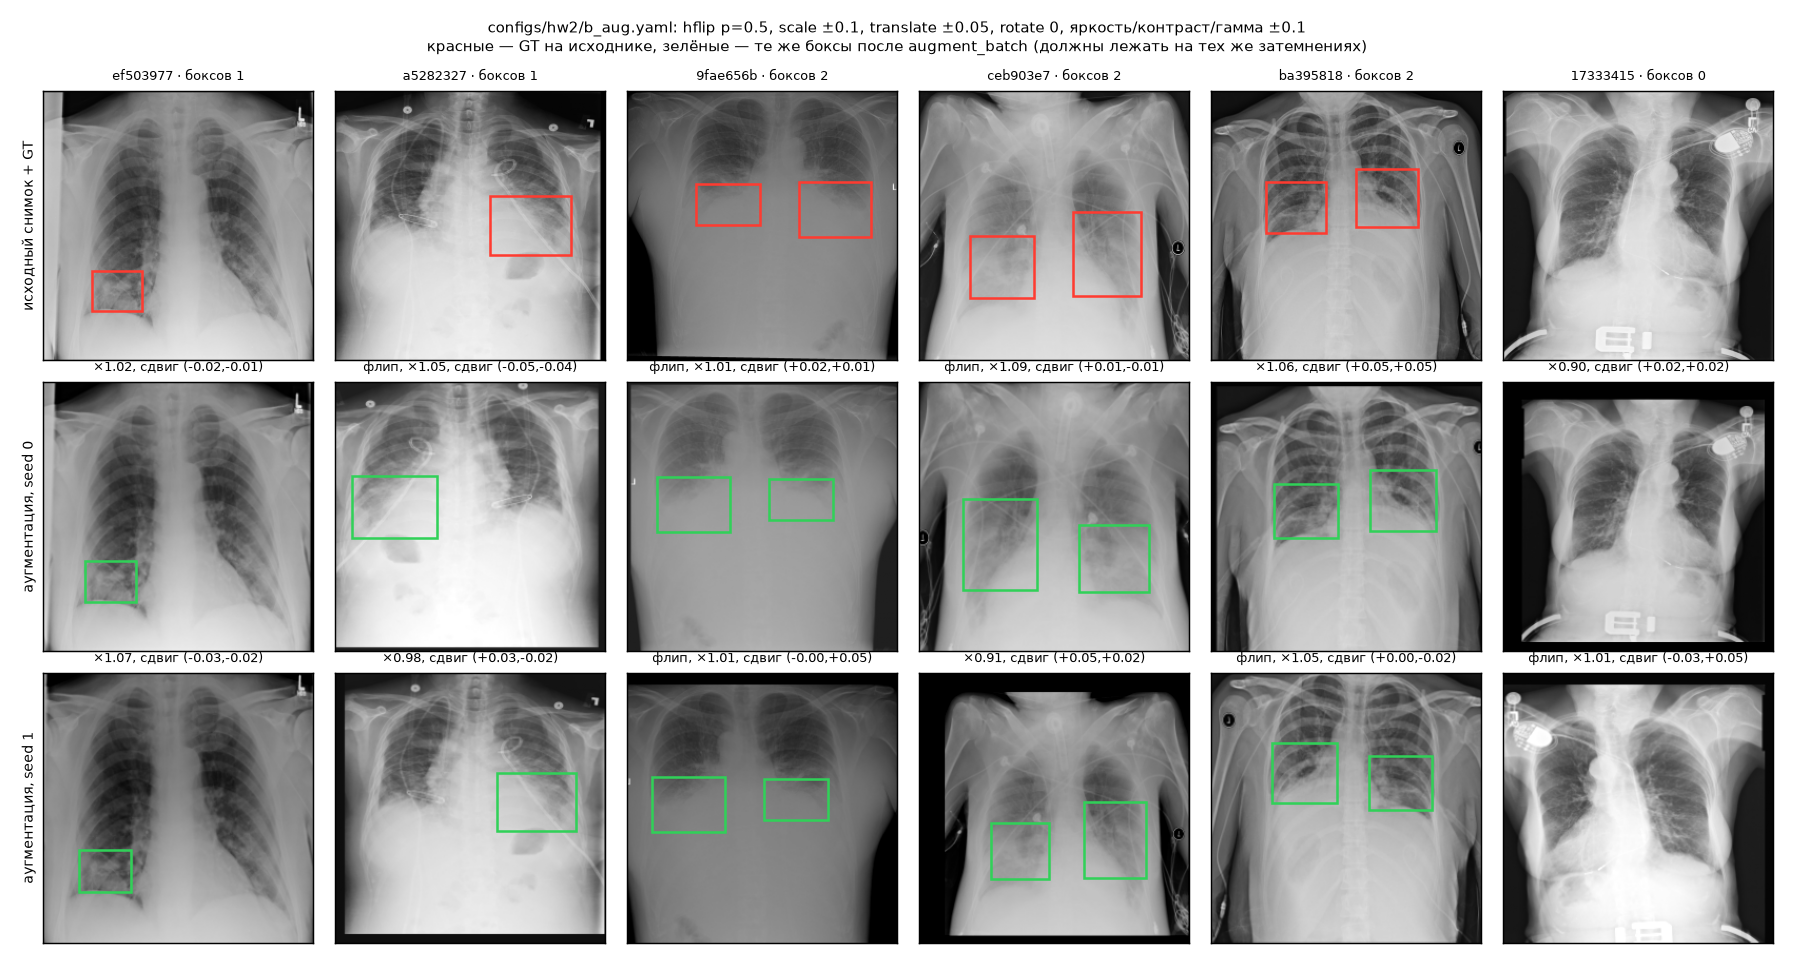 configs/hw2/b_aug.yaml: hflip p=0.5, scale ±0.1, translate ±0.05, rotate 0, яркость/контраст/гамма ±0.1
красные — GT на исходнике, зелёные — те же боксы после augment_batch (должны лежать на тех же затемнениях)
ef503977 · боксов 1
a5282327 · боксов 1
9fae656b · боксов 2
ceb903e7 · боксов 2
ba395818 · боксов 2
17333415 · боксов 0
исходный снимок + GT
L
L
L
L
×1.02, сдвиг (-0.02,-0.01)
флип, ×1.05, сдвиг (-0.05,-0.04)
флип, ×1.01, сдвиг (+0.02,+0.01)
флип, ×1.09, сдвиг (+0.01,-0.01)
×1.06, сдвиг (+0.05,+0.05)
×0.90, сдвиг (+0.02,+0.02)
аугментация, seed 0
L
×1.07, сдвиг (-0.03,-0.02)
×0.98, сдвиг (+0.03,-0.02)
флип, ×1.01, сдвиг (-0.00,+0.05)
×0.91, сдвиг (+0.05,+0.02)
флип, ×1.05, сдвиг (+0.00,-0.02)
флип, ×1.01, сдвиг (-0.03,+0.05)
аугментация, seed 1
L